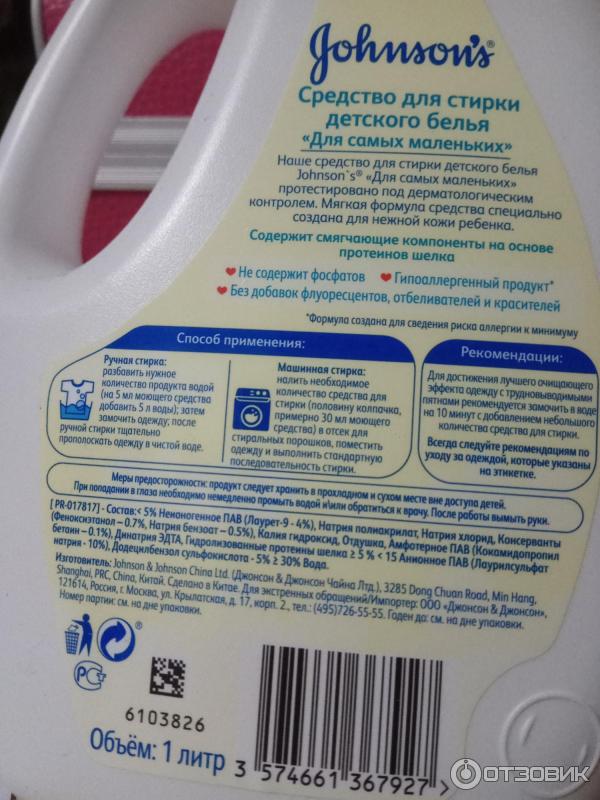 Johnson's®
Средство для стирки
детского белья
«Для самых маленьких»
Наше средство для стирки детского белья
Johnson`s® «Для самых маленьких»
протестировано под дерматологическим
контролем. Мягкая формула средства специально
создана для нежной кожи ребенка.
Содержит смягчающие компоненты на основе
протеинов шелка
Не содержит фосфатов Гипоаллергенный продукт*
Без добавок флуоресцентов, отбеливателей и красителей
*Формула создана для сведения риска аллергии к минимуму
Способ применения:
Ручная стирка:
разбавить нужное
количество продукта водой
(на 5 мл моющего средства
добавить 5 л воды); затем
замочить одежду; после
ручной стирки тщательно
прополоскать одежду в чистой воде.
Машинная стирка:
налить необходимое
количество средства для
стирки (половину колпачка,
примерно 30 мл моющего
средства) в отсек для
стиральных порошков, поместить
одежду и выполнить стандартную
последовательность стирки.
Рекомендации:
Для достижения лучшего очищающего
эффекта одежду с трудновыводимыми
пятнами рекомендуется замочить в воде
на 10 минут с добавлением небольшого
количества средства для стирки.
Всегда следуйте рекомендациям по
уходу за одеждой, которые указаны
на этикетке.
Меры предосторожности: продукт следует хранить в прохладном и сухом месте вне доступа детей.
При попадании в глаза необходимо немедленно промыть водой и/или обратиться к врачу. После работы вымыть руки.
[ PR-017817] - Состав:< 5% Неионогенное ПАВ (Лаурет-9 - 4%), Натрия полиакрилат, Натрия хлорид, Консерванты
(Феноксиэтанол – 0.7%, Натрия бензоат – 0.5%), Калия гидроксид, Отдушка, Амфотерное ПАВ (Кокамидопропил
бетаин – 0.1%), Динатрия ЭДТА, Гидролизированные протеины шелка ≥ 5 % < 15 Анионное ПАВ (Лаурилсульфат
натрия - 10%), Додецилбензол сульфокислота - 5% ≥ 30% Вода.
Изготовитель: Johnson & Johnson China Ltd. (Джонсон & Джонсон Чайна Лтд.), 3285 Dong Chuan Road, Min Hang,
Shanghai, PRC, China, Китай. Сделано в Китае. Для экстренных обращений/Импортер: ООО «Джонсон & Джонсон»,
121614, Россия, г. Москва, ул. Крылатская, д. 17, корп. 2., тел.: (495)726-55-55. Годен до: см. на дне упаковки.
Номер партии: см. на дне упаковки.
РСТ
6103826
Объём: 1 литр
3 574661 367927 >
ОТЗОВИК